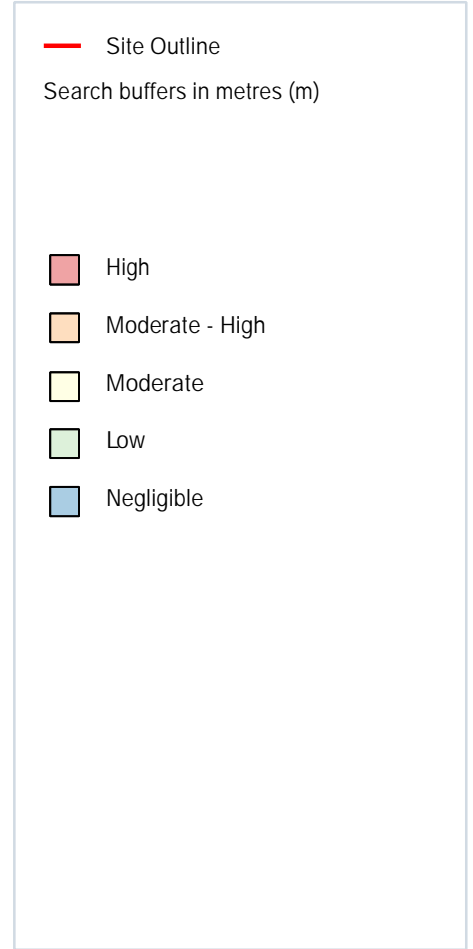 Site Outline
Search buffers in metres (m)
High
Moderate - High
Moderate
Low
Negligible